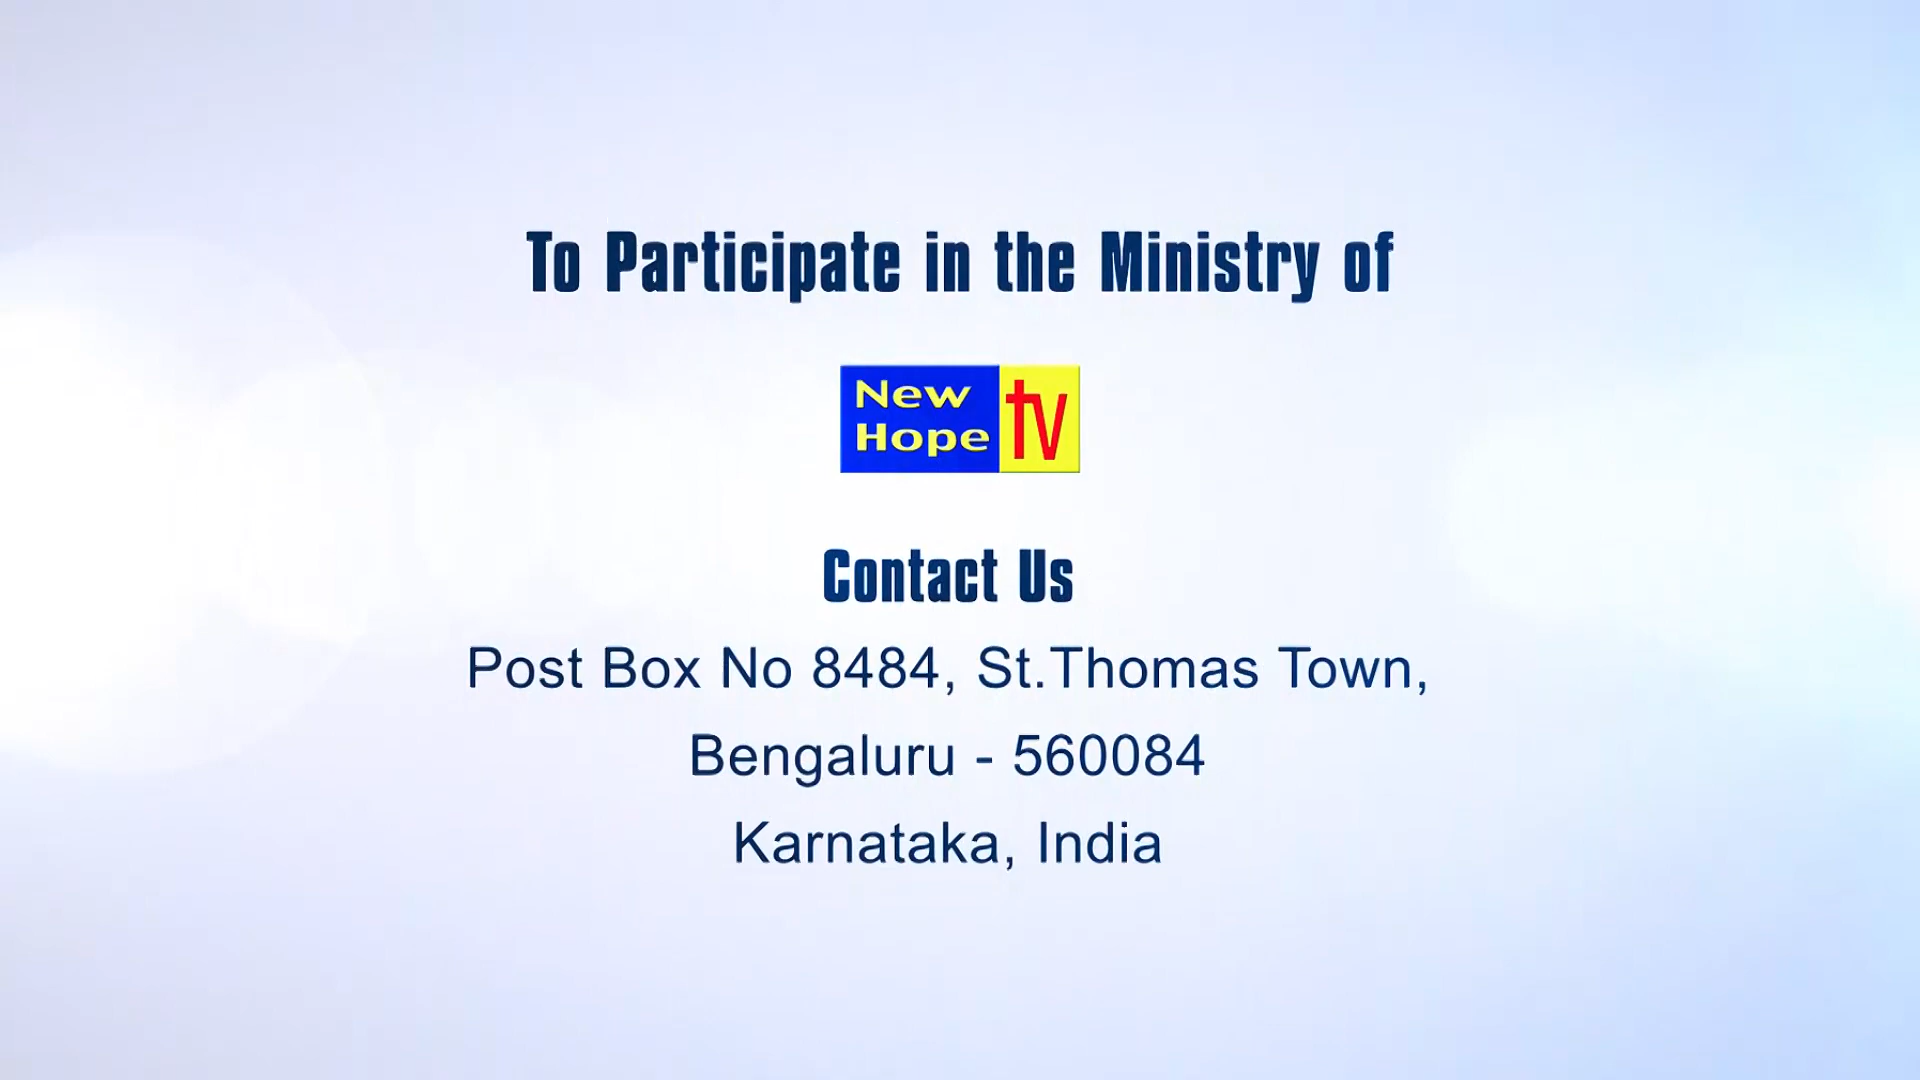 To Participate in the Ministry of
New
Hope
tv
Contact Us
Post Box No 8484, St.Thomas Town,
Bengaluru - 560084
Karnataka, India